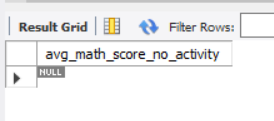 Result Grid Filter Rows:
avg_math_score_no_activity
NULL